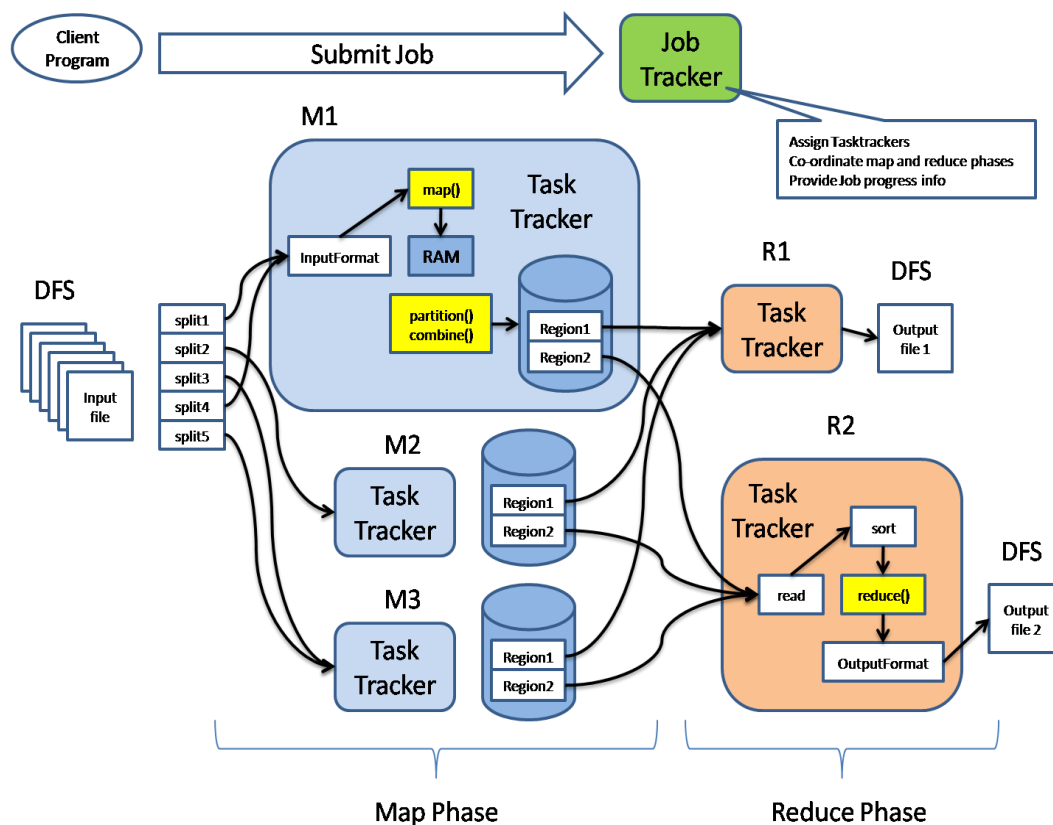 Client
Program
Submit Job
Job
Tracker
Assign Tasktrackers
Co-ordinate map and reduce phases
Provide Job progress info
M1
Task
Tracker
map()
InputFormat
RAM
partition()
combine()
Region1
Region2
DFS
Input
file
split1
split2
split3
split4
split5
M2
Task
Tracker
Region1
Region2
M3
Task
Tracker
Region1
Region2
R1
Task
Tracker
DFS
Output
file 1
R2
Task
Tracker
sort
read
reduce()
OutputFormat
DFS
Output
file 2
Map Phase
Reduce Phase